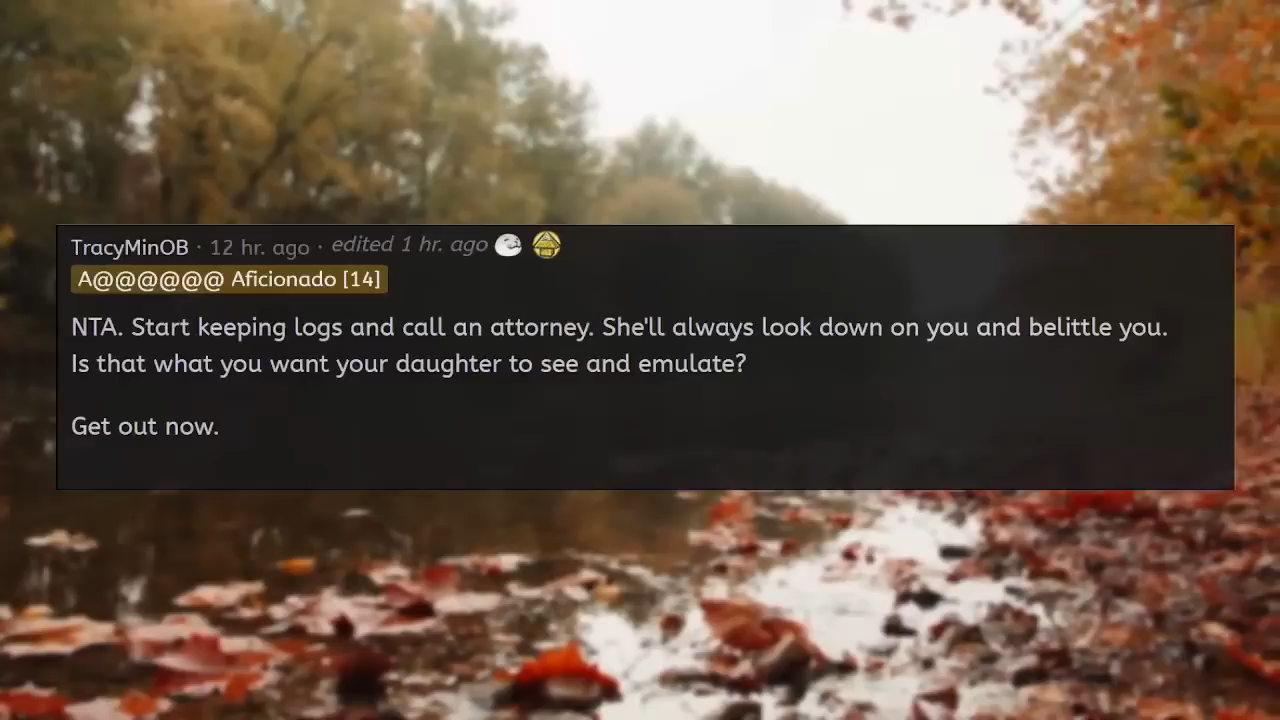 TracyMinOB · 12 hr. ago · edited 1 hr. ago
A@@@@@@ Aficionado [14]
NTA. Start keeping logs and call an attorney. She'll always look down on you and belittle you.
Is that what you want your daughter to see and emulate?
Get out now.